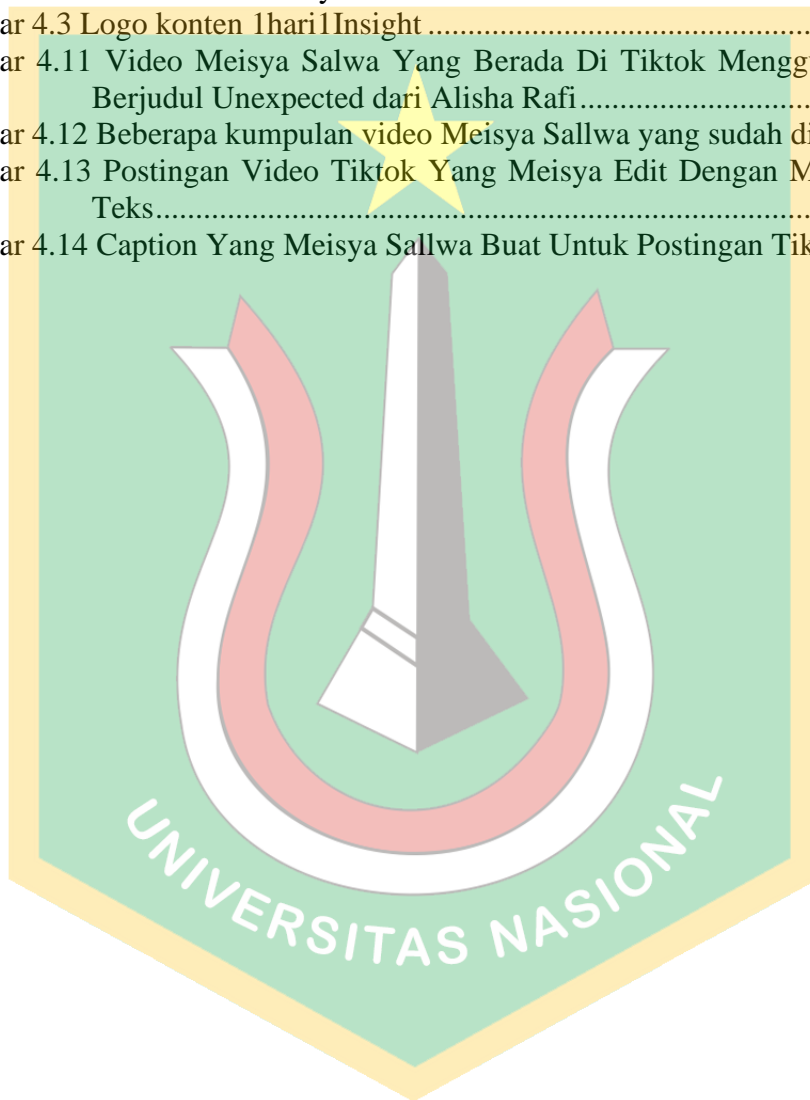 ar 4.3 Logo konten 1hari1Insight
ar 4.11 Video Meisya Salwa Yang Berada Di Tiktok Mengg
Berjudul Unexpected dari Alisha Rafi
ar 4.12 Beberapa kumpulan video Meisya Sallwa yang sudah di
ar 4.13 Postingan Video Tiktok Yang Meisya Edit Dengan M
Teks
ar 4.14 Caption Yang Meisya Sallwa Buat Untuk Postingan Tik
UNIVERSITAS NASIONAL